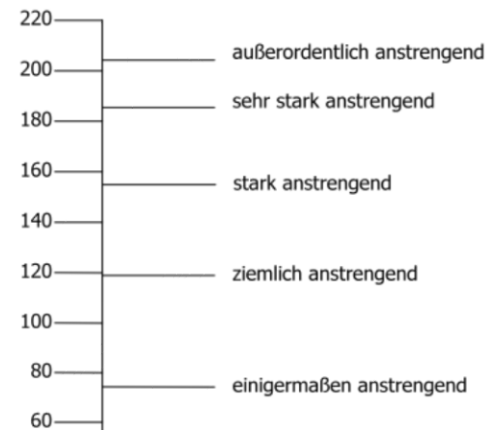 220
außerordentlich anstrengend
200
sehr stark anstrengend
180
160
stark anstrengend
140
120
ziemlich anstrengend
100
80
einigermaßen anstrengend
60